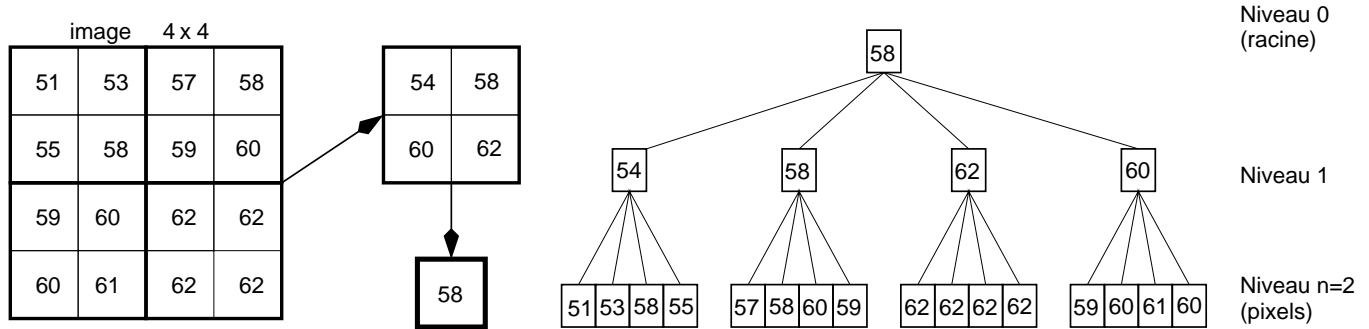 image 4 x 4
51 53 57 58
55 58 59 60
59 60 62 62
60 61 62 62
54 58
60 62
58
58
Niveau 0
(racine)
54 58 62 60
Niveau 1
51 53 58 55 57 58 60 59 62 62 62 62 59 60 61 60
Niveau n=2
(pixels)